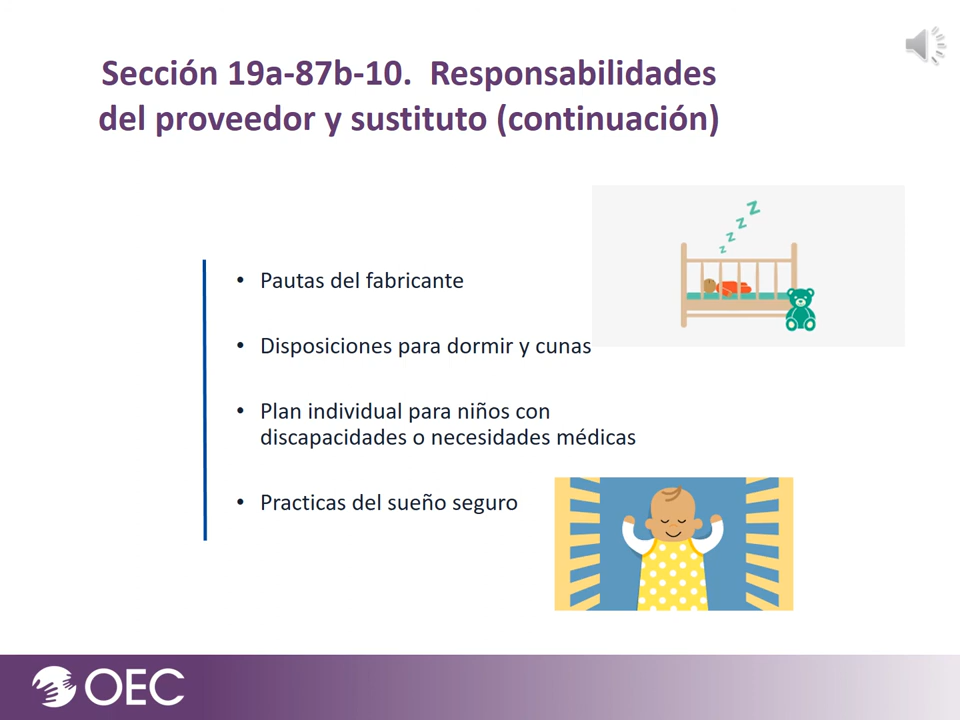 Sección 19a-87b-10. Responsabilidades
del proveedor y sustituto (continuación)
z
z
z
z
• Pautas del fabricante
• Disposiciones para dormir y cunas
• Plan individual para niños con
discapacidades o necesidades médicas
• Practicas del sueño seguro
OEC